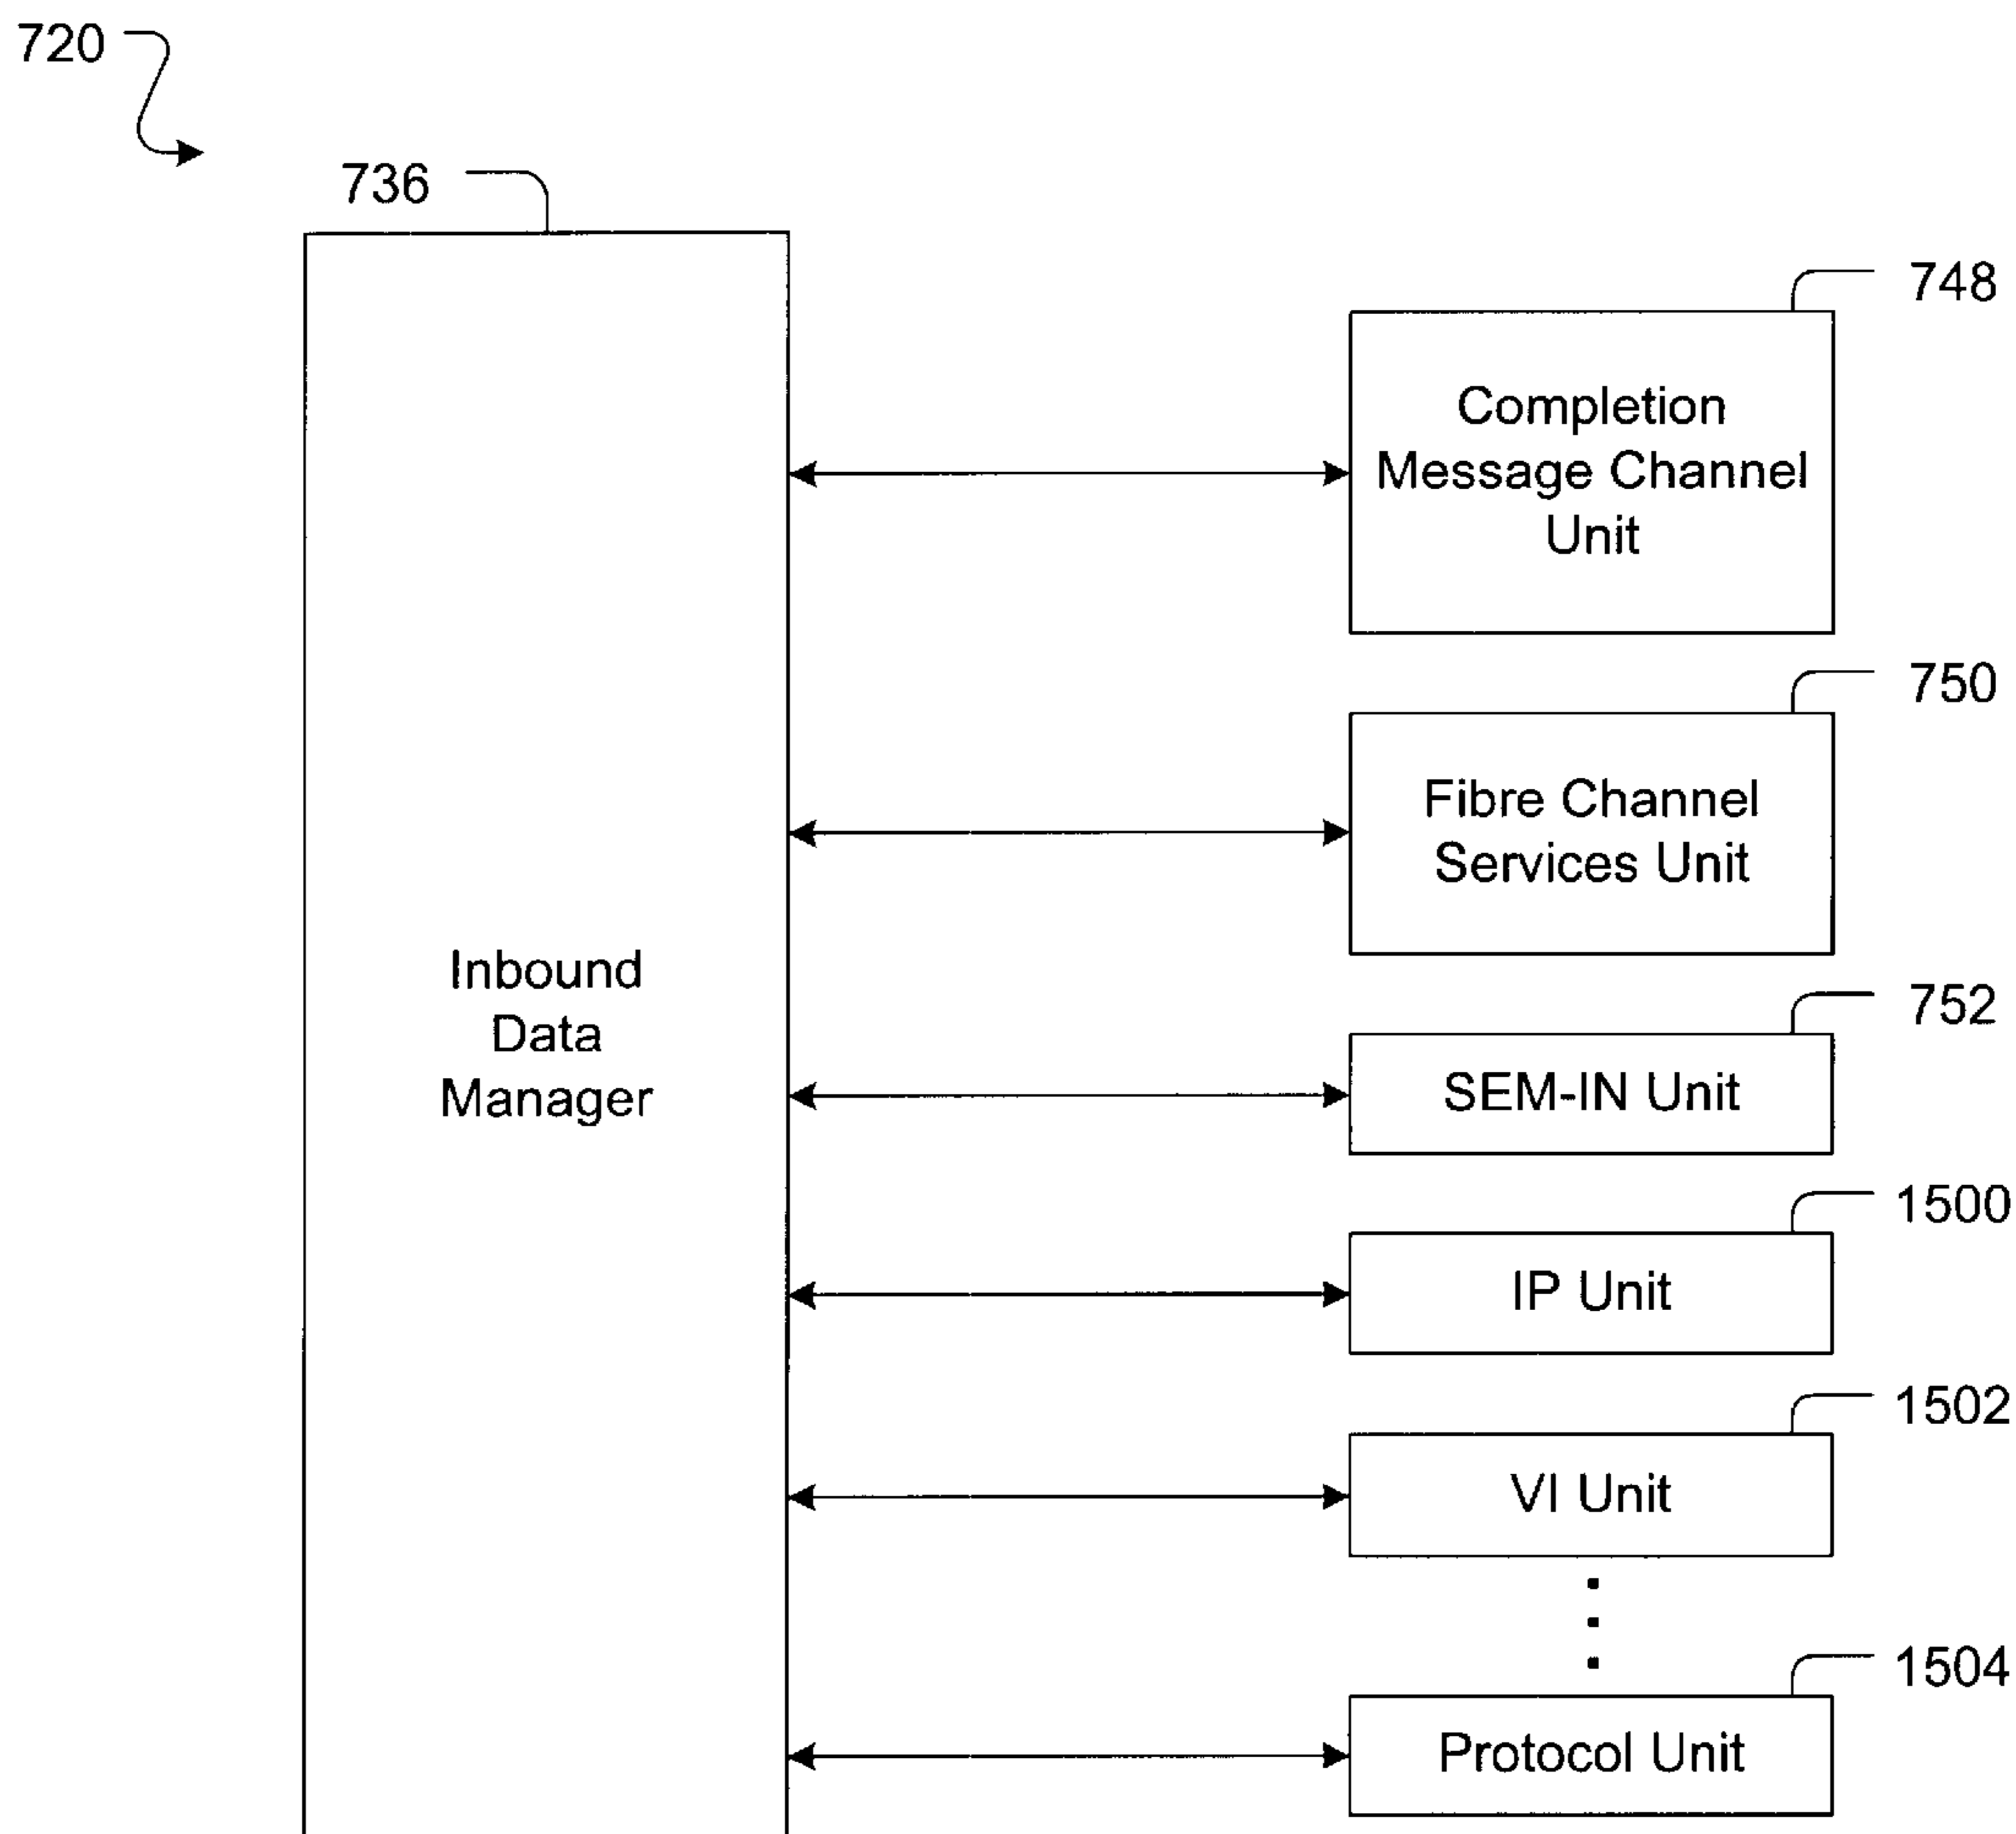 720
736
748
Completion
Message Channel
Unit
750
Fibre Channel
Services Unit
Inbound
Data
Manager
752
SEM-IN Unit
1500
IP Unit
1502
VI Unit
1504
Protocol Unit